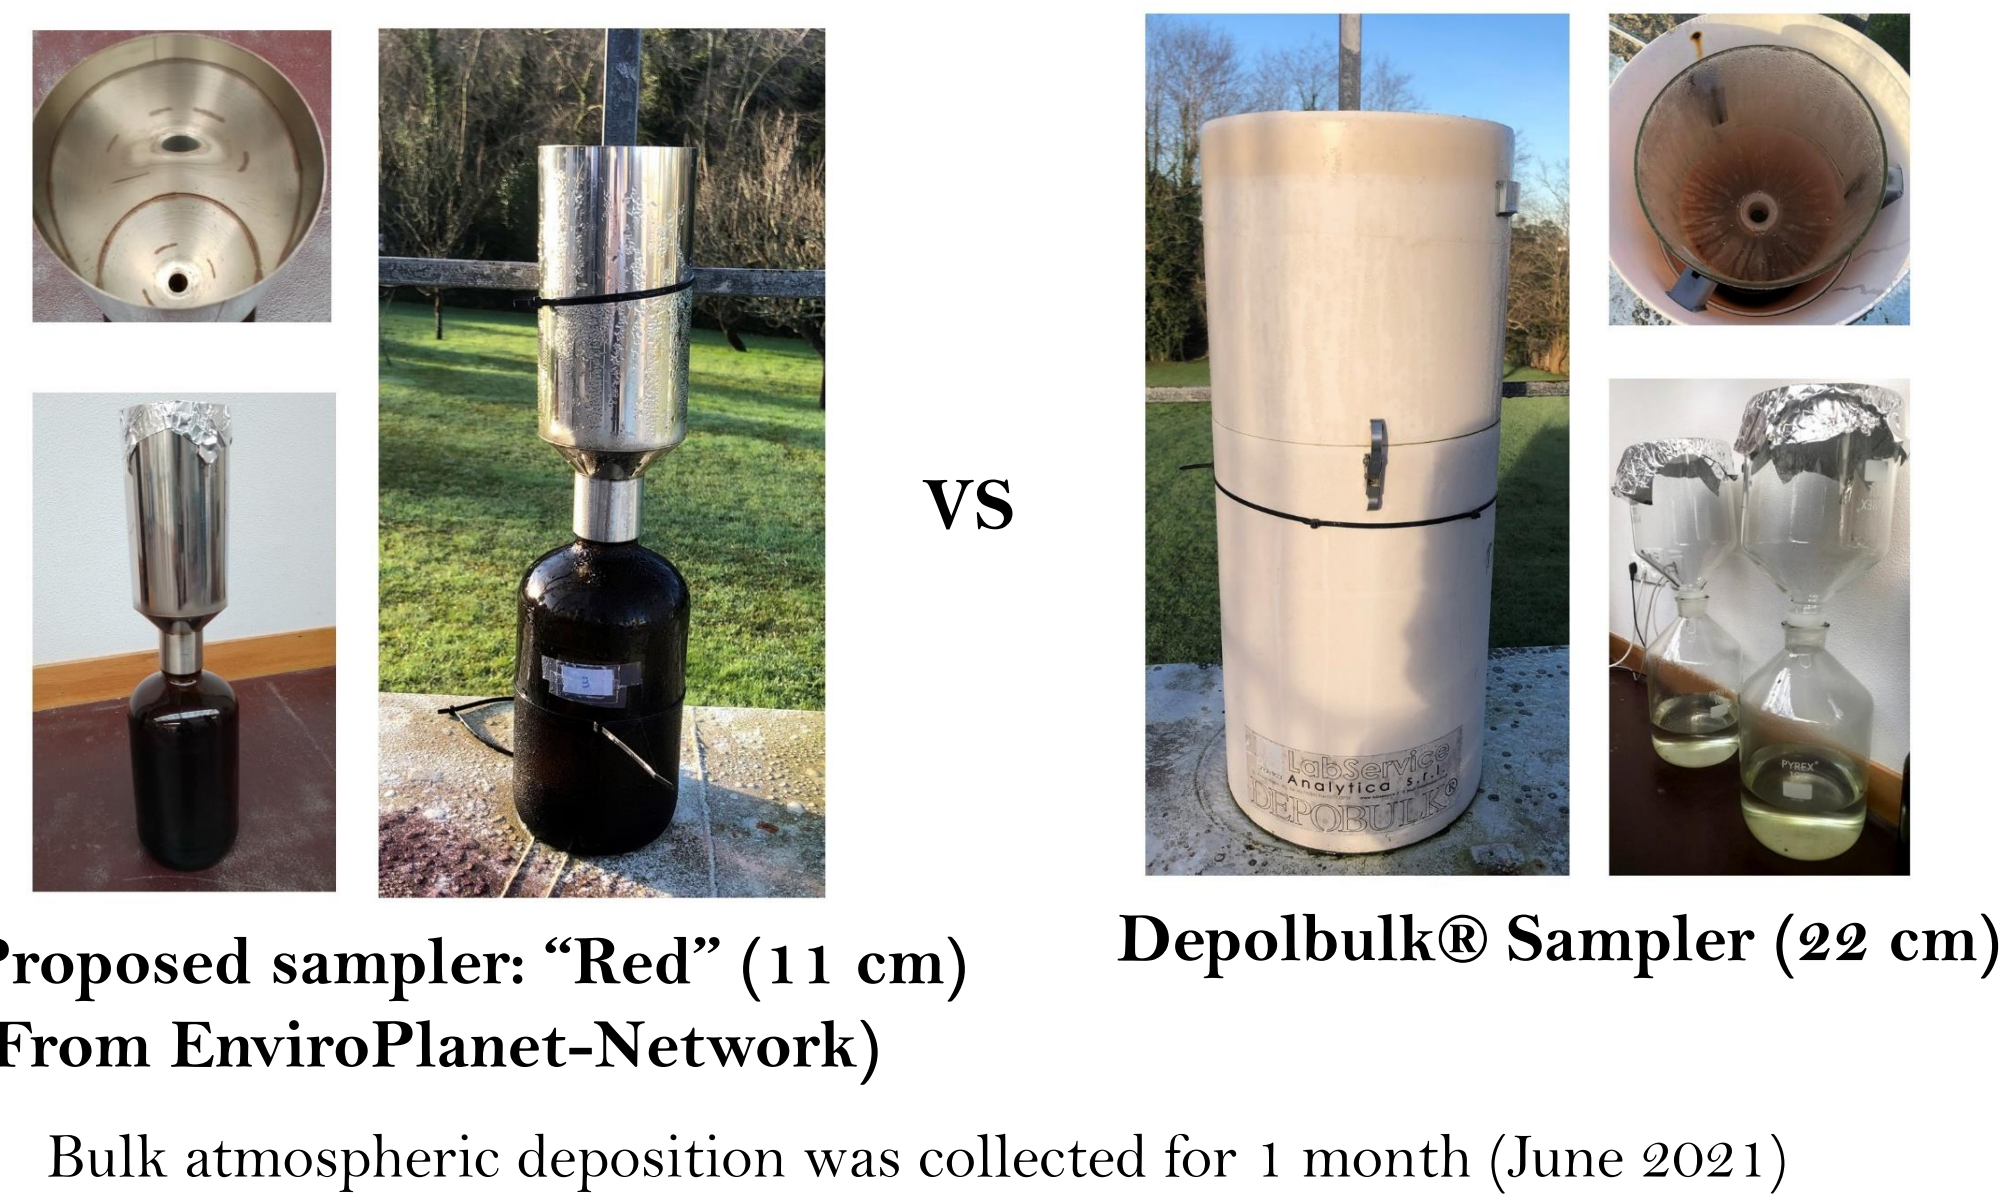 VS
Proposed sampler: “Red” (11 cm)
From EnviroPlanet-Network)
Depolbulk® Sampler (22 cm)
Bulk atmospheric deposition was collected for 1 month (June 2021)
3
LabService
Analytica s.r.l.
DEPOBULK®
PYREX®